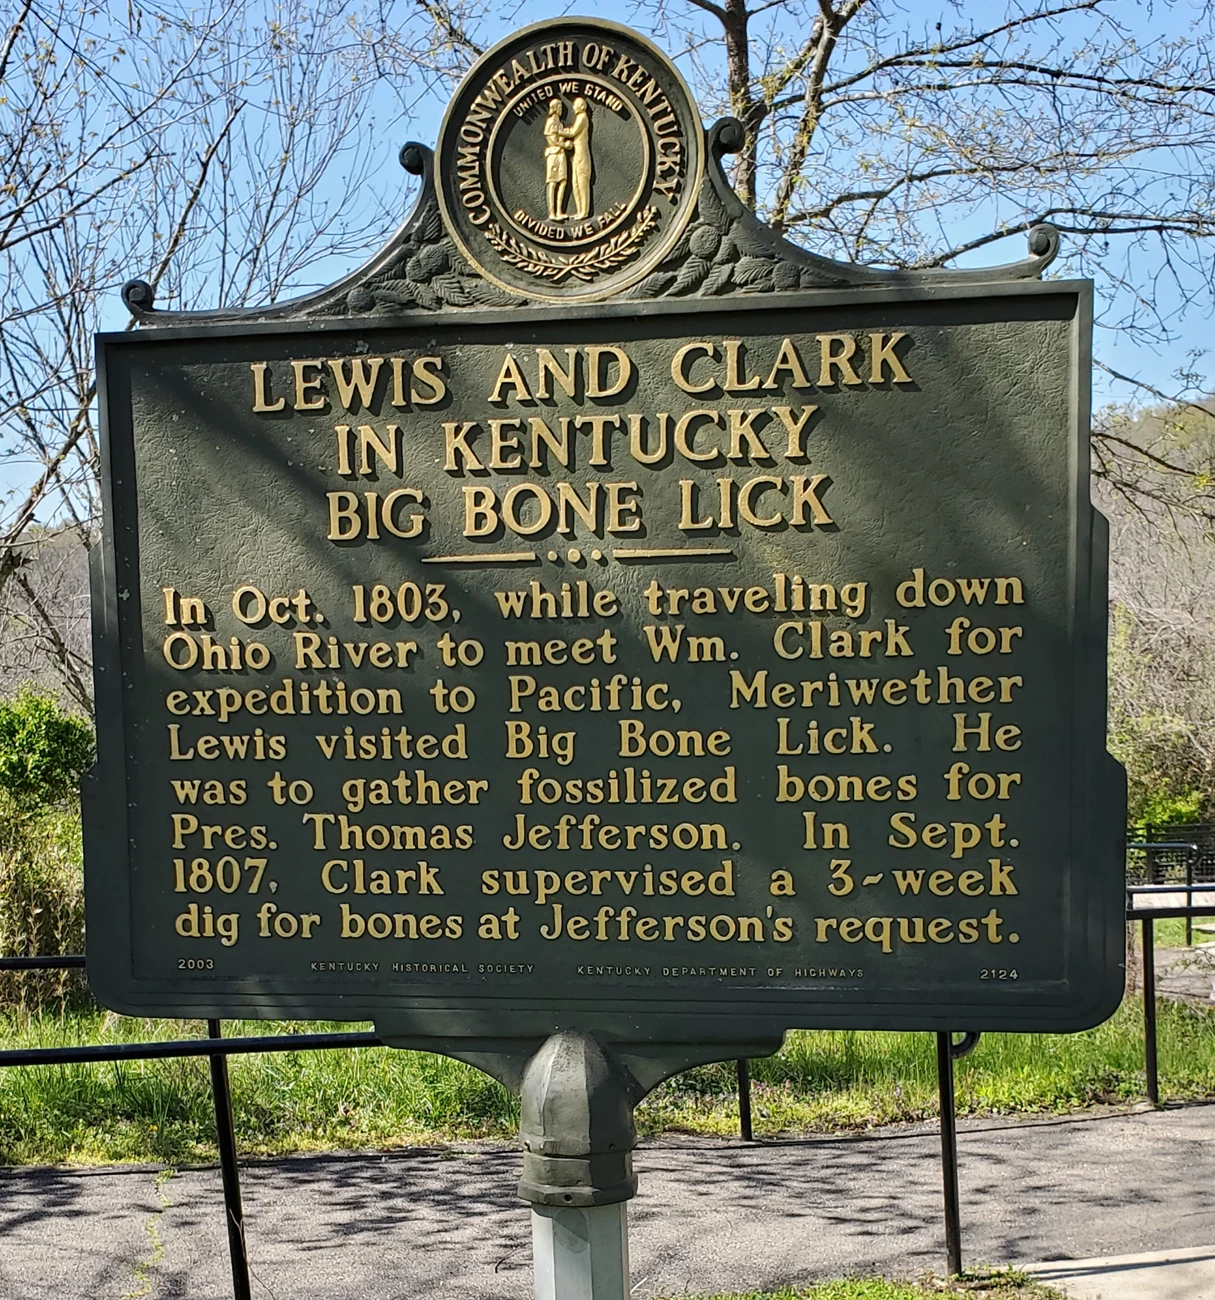 COMMONWEALTH OF KENTUCKY
UNITED WE STAND
DIVIDED WE FALL
LEWIS AND CLARK
IN KENTUCKY
BIG BONE LICK
In Oct. 1803, while traveling down
Ohio River to meet Wm. Clark for
expedition to Pacific, Meriwether
Lewis visited Big Bone Lick. He
was to gather fossilized bones for
Pres. Thomas Jefferson. In Sept.
1807, Clark supervised a 3-week
dig for bones at Jefferson's request.
2003 KENTUCKY HISTORICAL SOCIETY KENTUCKY DEPARTMENT OF HIGHWAYS 2124